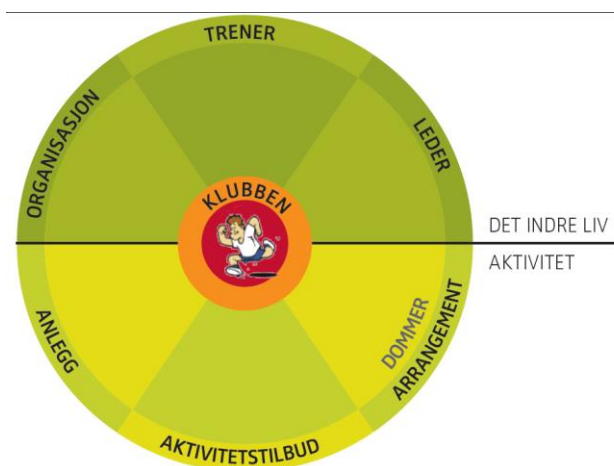 TRENER
ORGANISASJON
LEDER
KLUBBEN
DET INDRE LIV
AKTIVITET
ANLEGG
DOMMER
ARRANGEMENT
AKTIVITETSTILBUD